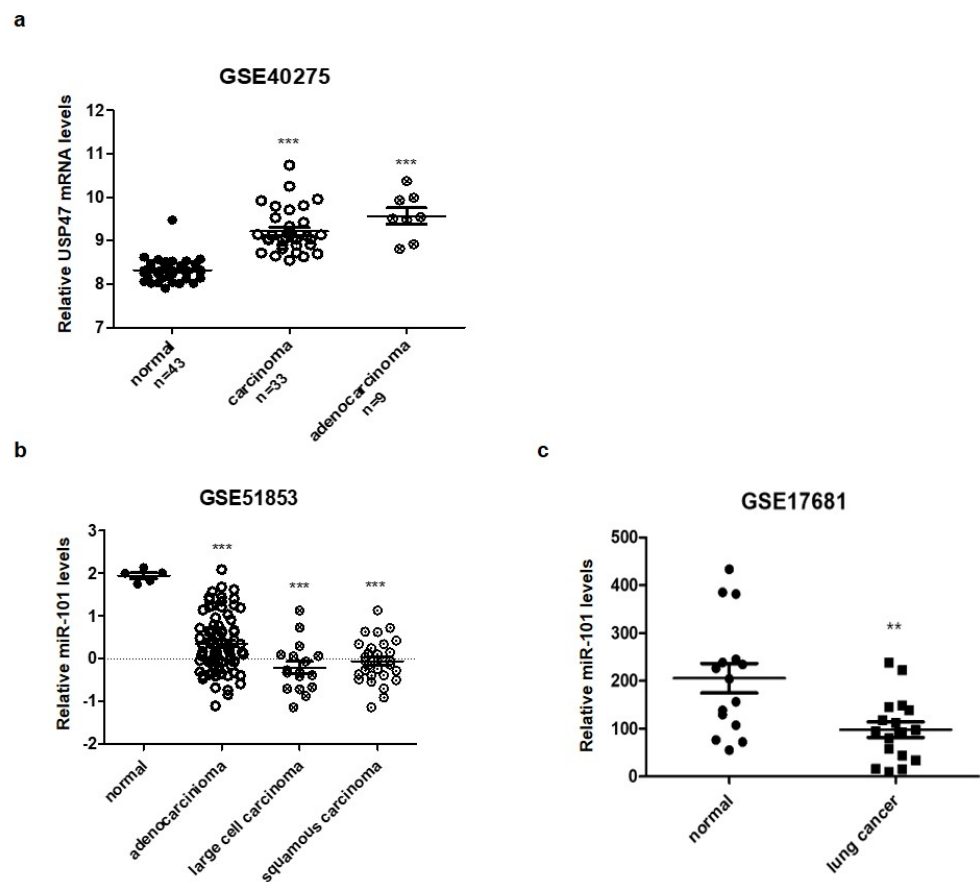 a
GSE40275
Relative USP47 mRNA levels
12
11
10
9
8
7
***
***
normal
n=43
carcinoma
n=33
adenocarcinoma
n=9
b
GSE51853
Relative miR-101 levels
3
2
1
0
-1
-2
***
***
***
normal
adenocarcinioma
large cell carcinoma
squamous carcinoma
c
GSE17681
Relative miR-101 levels
500
400
300
200
100
0
**
normal
lung cancer